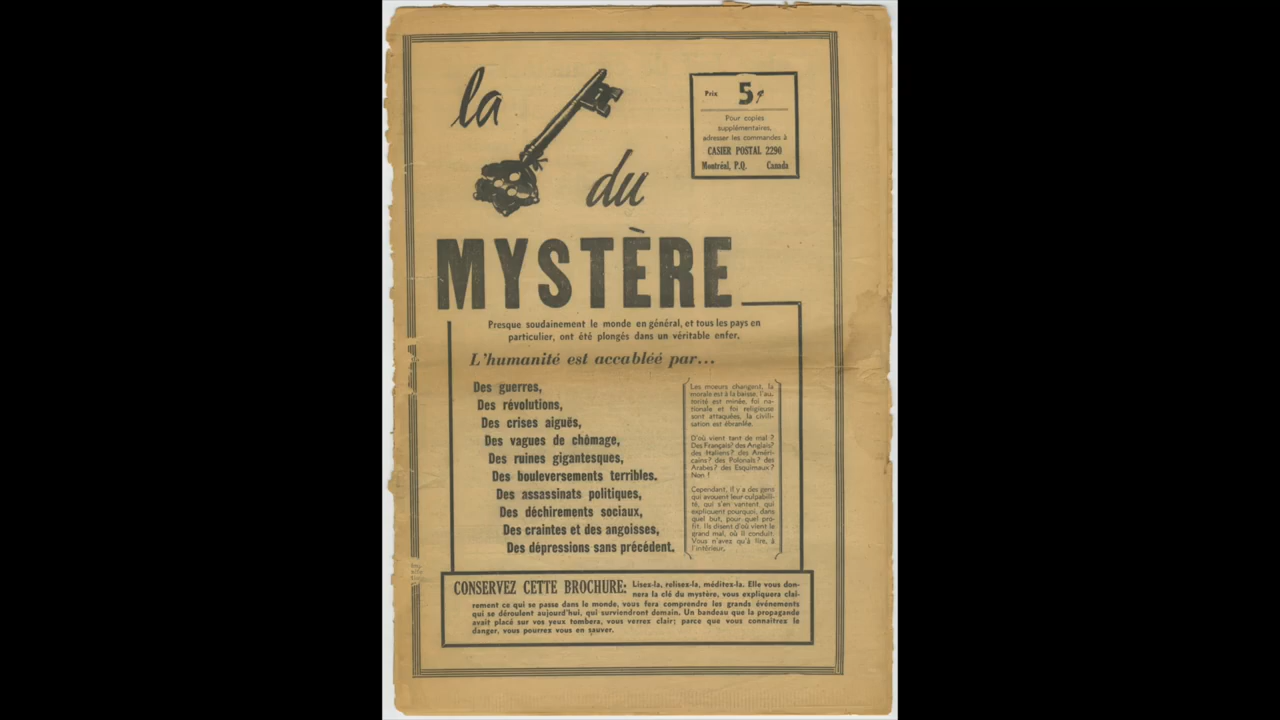 la
du
MYSTÈRE
Prix 5¢
Pour copies
supplémentaires,
adresser les commandes à
CASIER POSTAL 2290
Montréal, P.Q. Canada
Presque soudainement le monde en général, et tous les pays en
particulier, ont été plongés dans un véritable enfer.
L'humanité est accabléé par...
Des guerres,
Des révolutions,
Des crises aiguës,
Des vagues de chômage,
Des ruines gigantesques,
Des bouleversements terribles.
Des assassinats politiques,
Des déchirements sociaux,
Des craintes et des angoisses,
Des dépressions sans précédent.
Les moeurs changent, la
morale est à la baisse, l'au-
torité est minée, foi na-
tionale et foi religieuse
sont attaquées, la civili-
sation est ébranlée.
D'où vient tant de mal ?
Des Français? des Anglais?
des Italiens? des Améri-
cains? des Polonais? des
Arabes? des Esquimaux?
Non !
Cependant, il y a des gens
qui avouent leur culpabili-
té, qui s'en vantent, qui
expliquent pourquoi, dans
quel but, pour quel pro-
fit. Ils disent d'où vient le
grand mal, où il conduit.
Vous n'avez qu'à lire, à
l'intérieur.
CONSERVEZ CETTE BROCHURE: Lisez-la, relisez-la, méditez-la. Elle vous don-
nera la clé du mystère, vous expliquera clai-
rement ce qui se passe dans le monde, vous fera comprendre les grands événements
qui se déroulent aujourd'hui, qui surviendront demain. Un bandeau que la propagande
avait placé sur vos yeux tombera, vous verrez clair; parce que vous connaîtrez le
danger, vous pourrez vous en sauver.